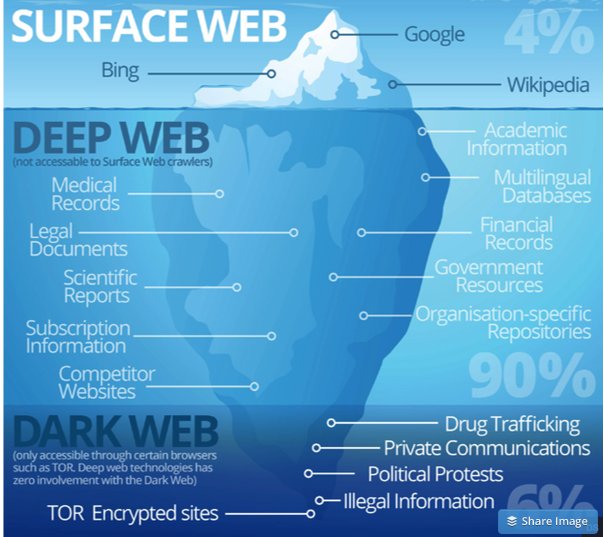 SURFACE WEB
4%
Google
Bing
Wikipedia
DEEP WEB
(not accessable to Surface Web crawlers)
Academic
Information
Medical
Records
Multilingual
Databases
Legal
Documents
Financial
Records
Scientific
Reports
Government
Resources
Subscription
Information
Organisation-specific
Repositories
Competitor
Websites
90%
DARK WEB
(only accessible through certain browsers
such as TOR. Deep web technologies has
zero involvement with the Dark Web)
Drug Trafficking
Private Communications
Political Protests
Illegal Information
TOR Encrypted sites
6%
Share Image